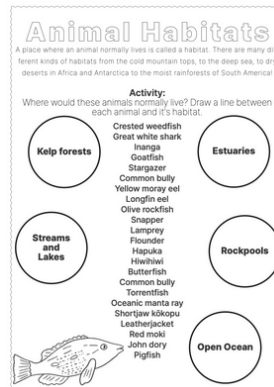 Animal Habitats
A place where an animal normally lives is called a habitat. There are many di
ferent kinds of habitats from the cold mountain tops, to the deep sea, to dry
deserts in Africa and Antarctica to the moist rainforests of South America!
Activity:
Where would these animals normally live? Draw a line between
each animal and it's habitat.
Kelp forests
Streams
and
Lakes
Crested weedfish
Great white shark
Inanga
Goatfish
Stargazer
Common bully
Yellow moray eel
Longfin eel
Olive rockfish
Snapper
Lamprey
Flounder
Hapuka
Hiwihiwi
Butterfish
Common bully
Torrentfish
Oceanic manta ray
Shortjaw kōkopu
Leatherjacket
Red moki
John dory
Pigfish
Estuaries
Rockpools
Open Ocean